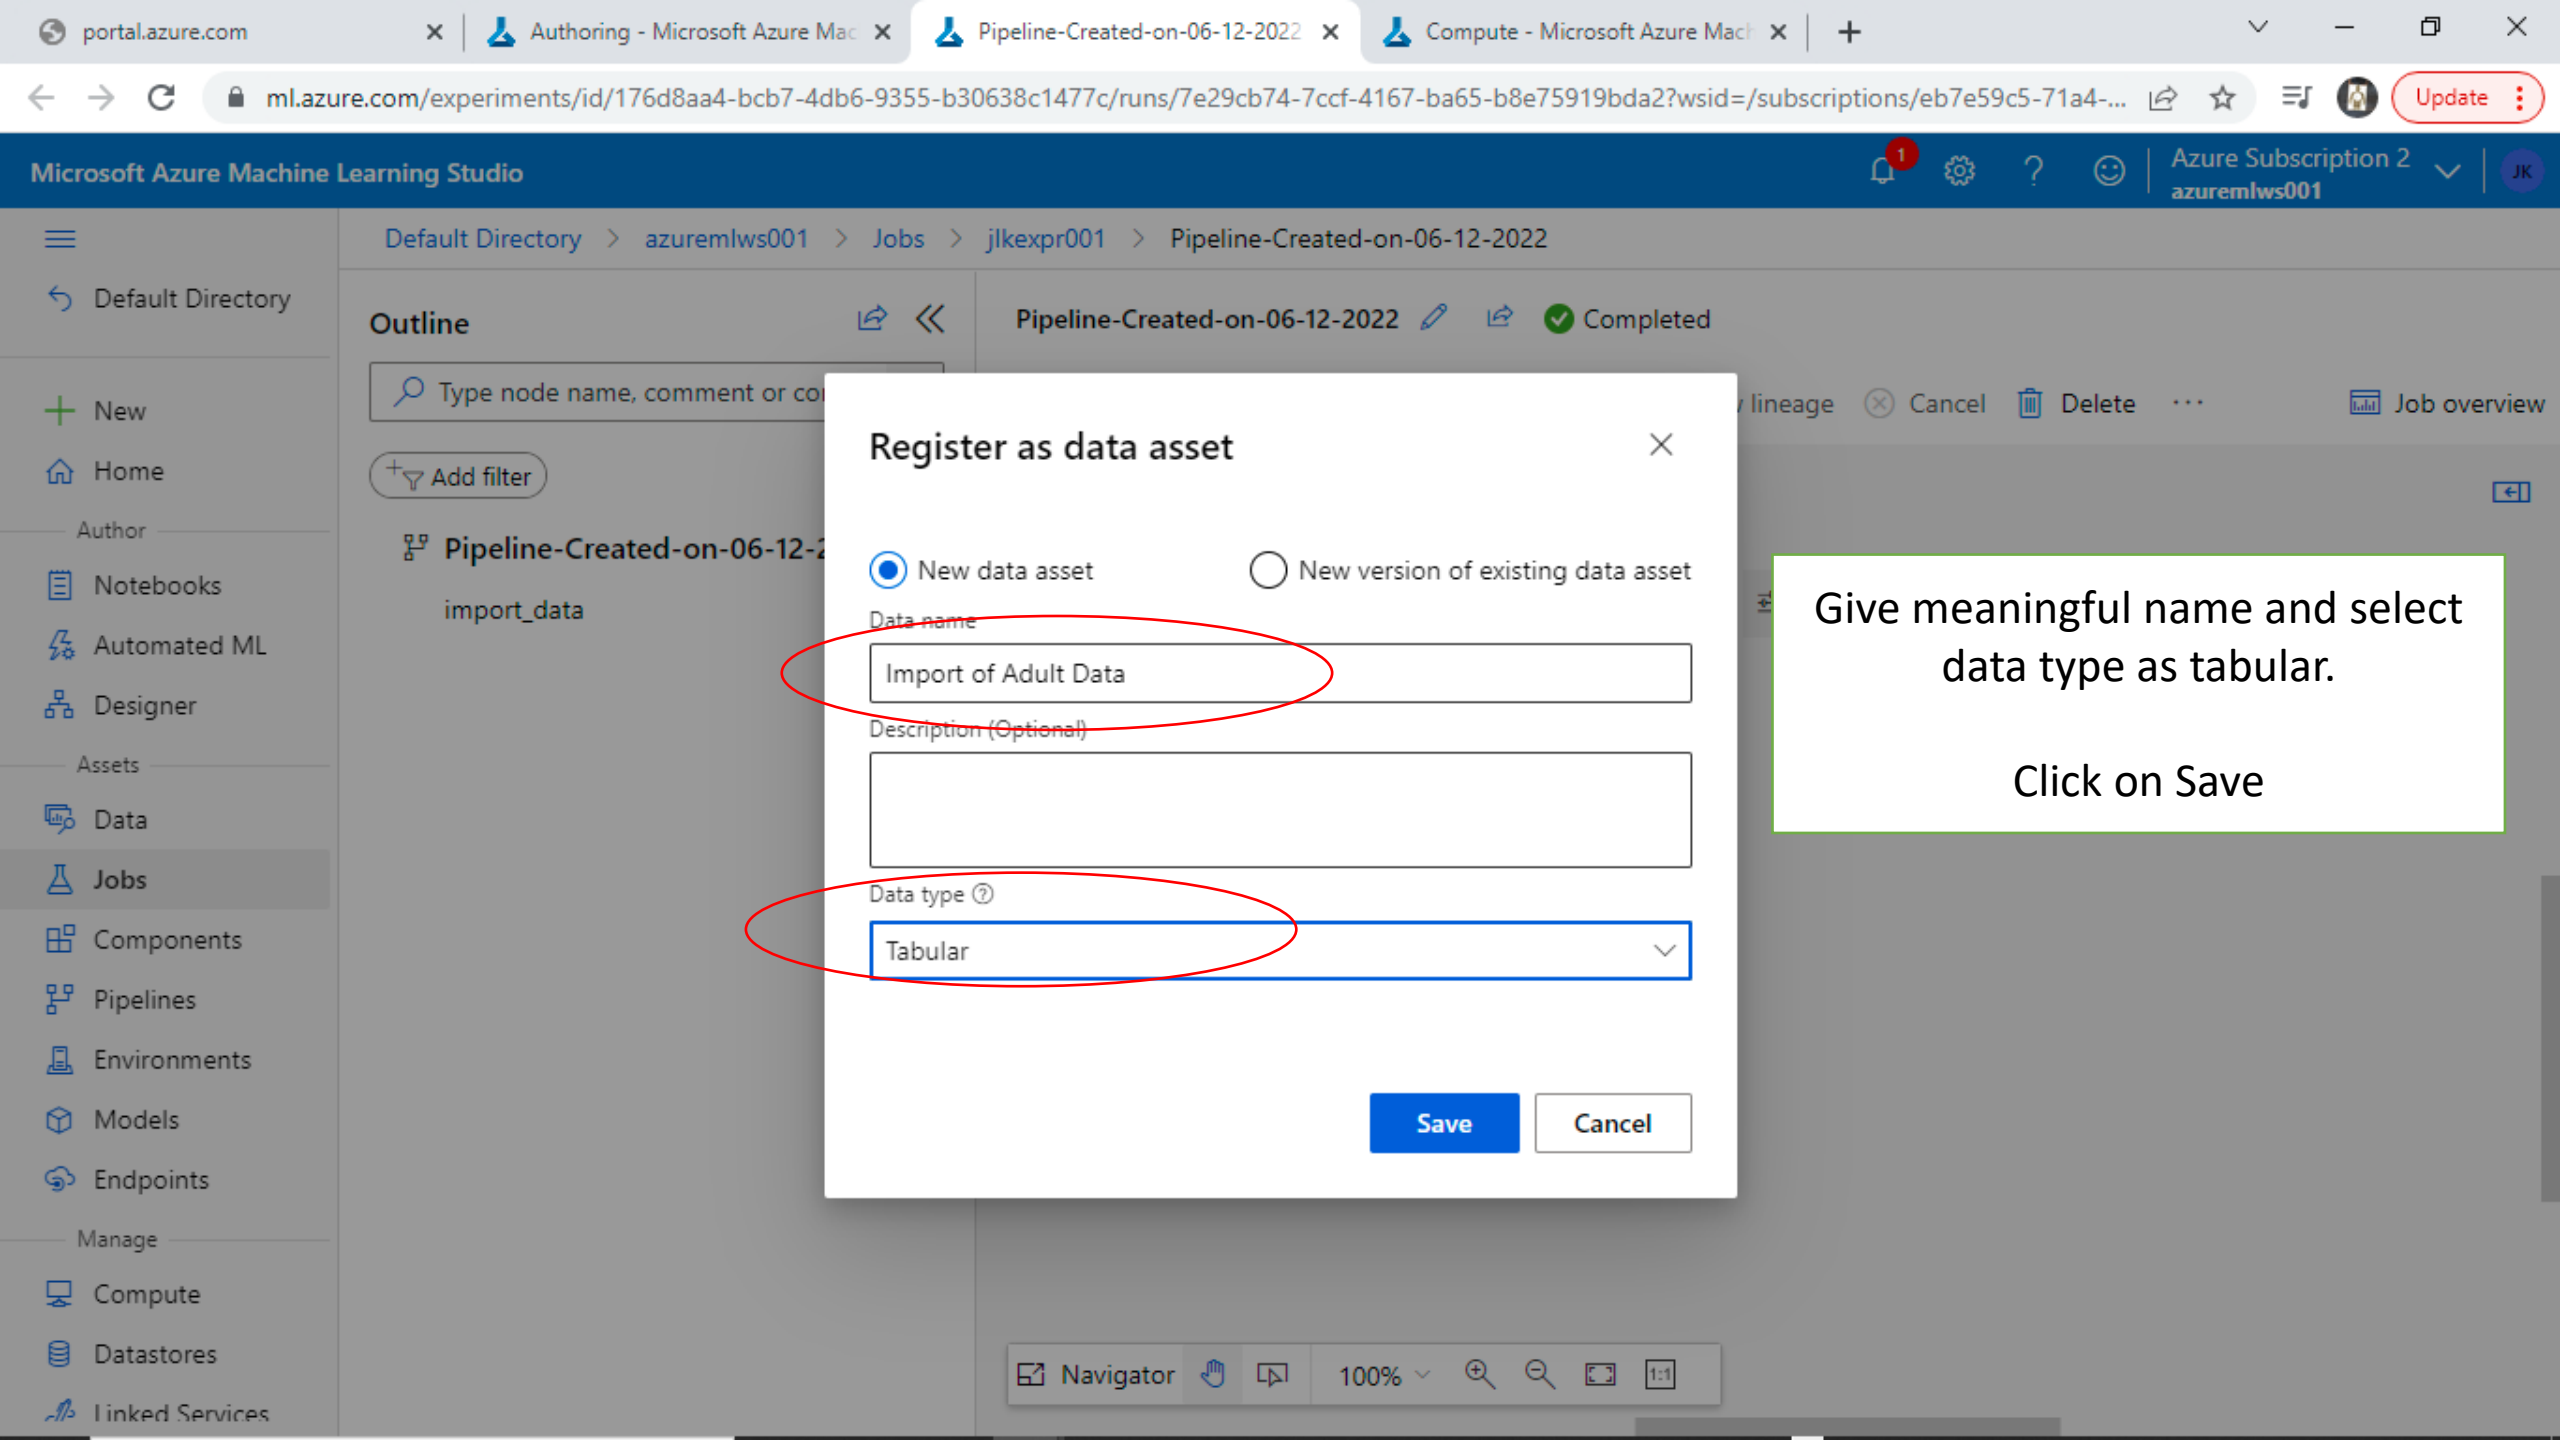 portal.azure.com
Authoring - Microsoft Azure Mac
Pipeline-Created-on-06-12-2022
Compute - Microsoft Azure Mach
ml.azure.com/experiments/id/176d8aa4-bcb7-4db6-9355-b30638c1477c/runs/7e29cb74-7ccf-4167-ba65-b8e75919bda2?wsid=/subscriptions/eb7e59c5-71a4-...
Update
Microsoft Azure Machine Learning Studio
1
Azure Subscription 2
azuremlws001
JK
Default Directory > azuremlws001 > Jobs > jlkexpr001 > Pipeline-Created-on-06-12-2022
Default Directory
New
Home
Author
Notebooks
Automated ML
Designer
Assets
Data
Jobs
Components
Pipelines
Environments
Models
Endpoints
Manage
Compute
Datastores
Linked Services
Outline
Type node name, comment or co
Add filter
Pipeline-Created-on-06-12-2
import_data
Pipeline-Created-on-06-12-2022
Completed
lineage
Cancel
Delete
...
Job overview
Register as data asset
New data asset
New version of existing data asset
Data name
Import of Adult Data
Description (Optional)
Data type
Tabular
Save
Cancel
Give meaningful name and select
data type as tabular.
Click on Save
Navigator
100%
1:1